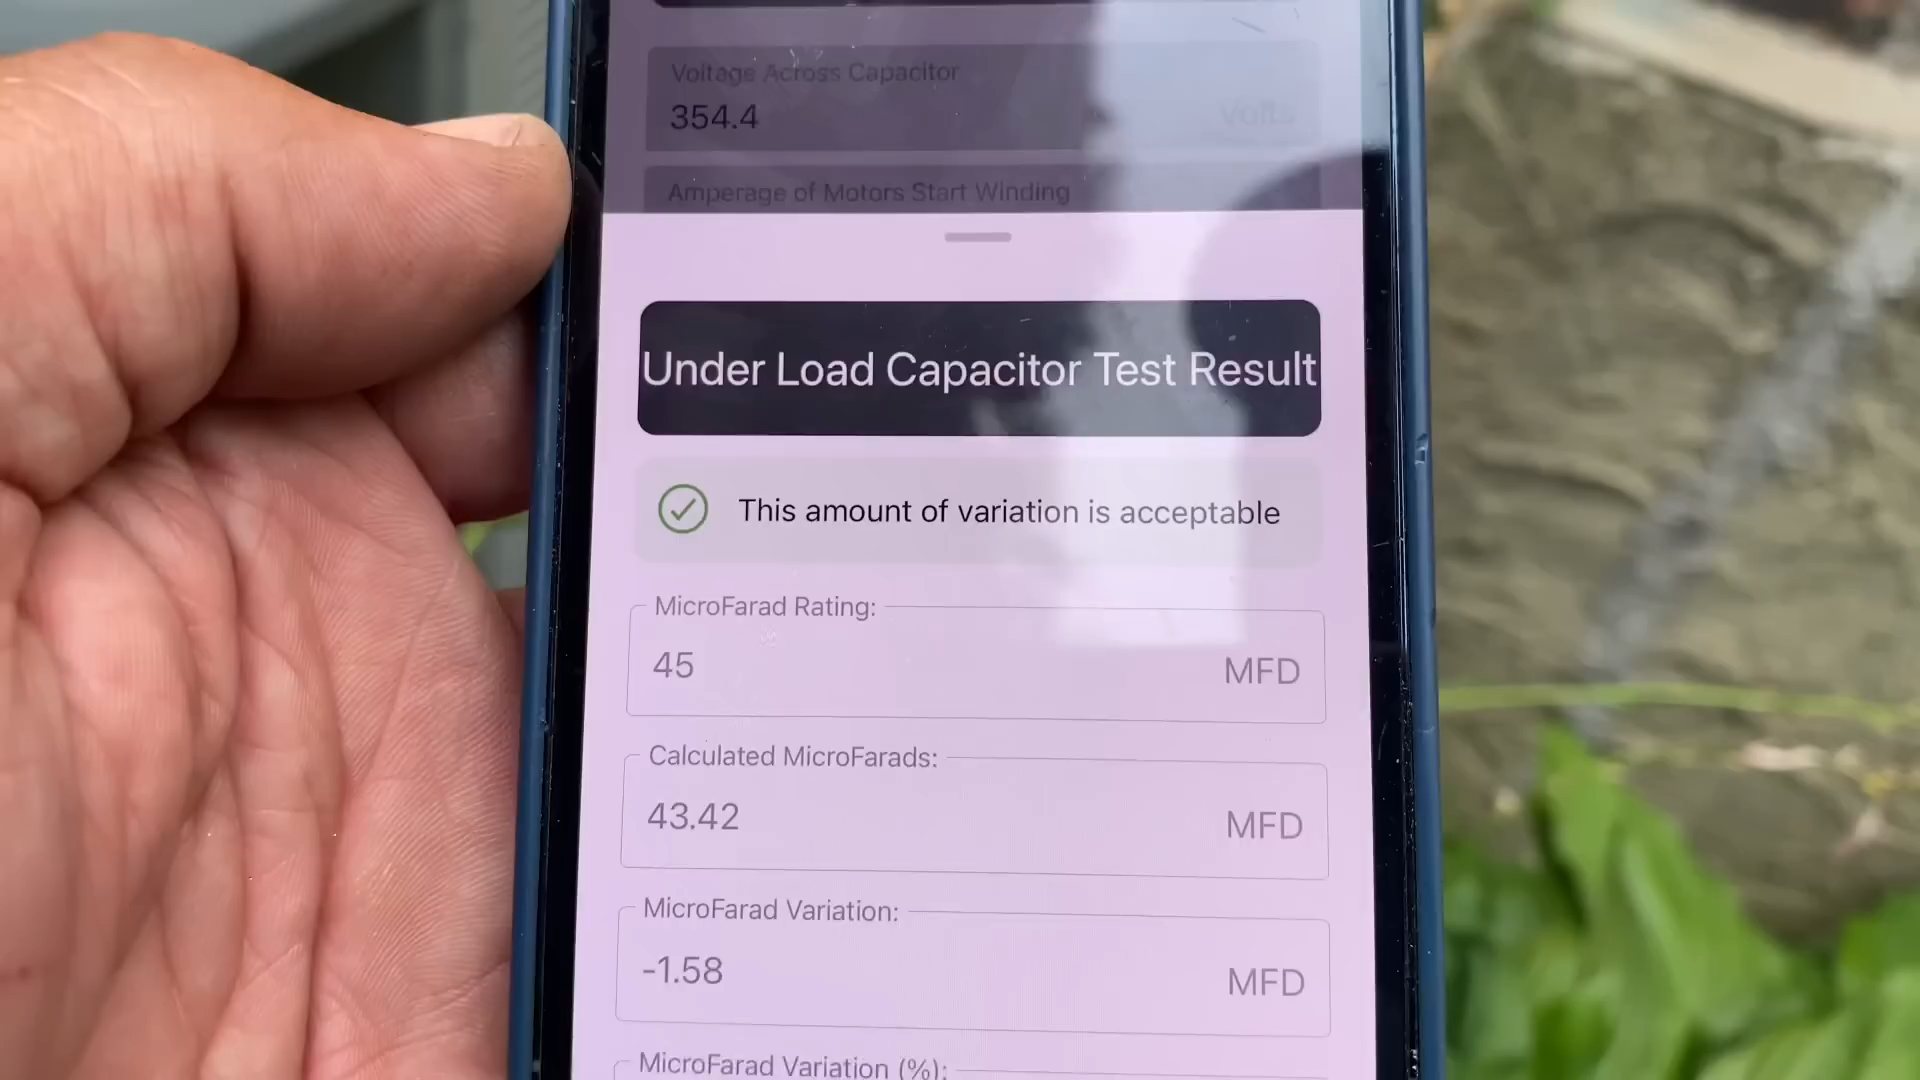 Voltage Across Capacitor
354.4 Volts
Amperage of Motors Start Winding
Under Load Capacitor Test Result
This amount of variation is acceptable
MicroFarad Rating:
45 MFD
Calculated MicroFarads:
43.42 MFD
MicroFarad Variation:
-1.58 MFD
MicroFarad Variation (%):